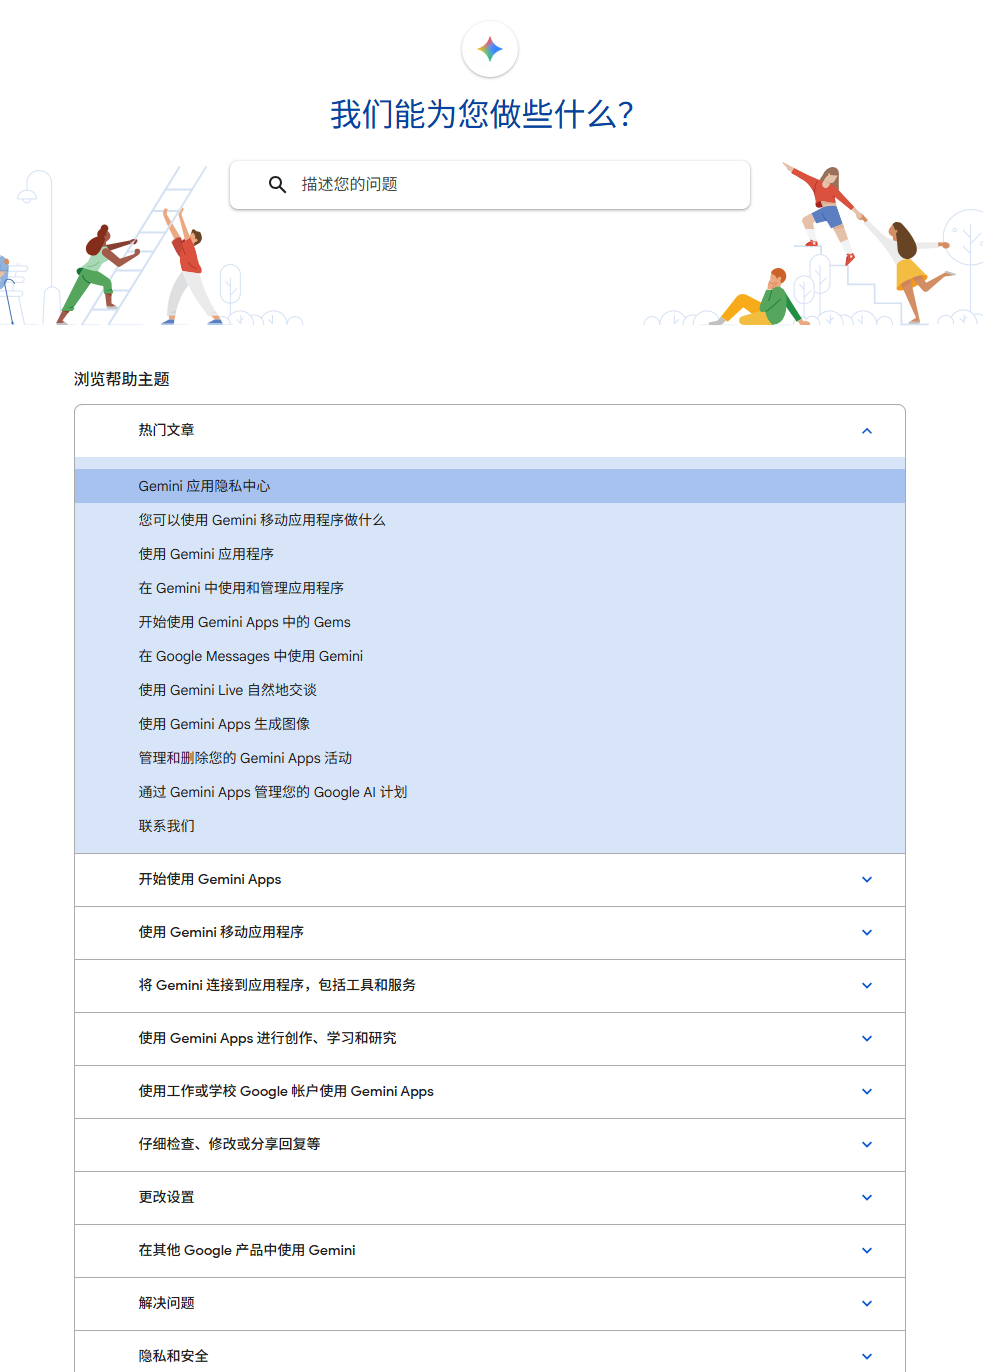 我们能为您做些什么？
描述您的问题
浏览帮助主题
热门文章
Gemini 应用隐私中心
您可以使用 Gemini 移动应用程序做什么
使用 Gemini 应用程序
在 Gemini 中使用和管理应用程序
开始使用 Gemini Apps 中的 Gems
在 Google Messages 中使用 Gemini
使用 Gemini Live 自然地交谈
使用 Gemini Apps 生成图像
管理和删除您的 Gemini Apps 活动
通过 Gemini Apps 管理您的 Google AI 计划
联系我们
开始使用 Gemini Apps
使用 Gemini 移动应用程序
将 Gemini 连接到应用程序，包括工具和服务
使用 Gemini Apps 进行创作、学习和研究
使用工作或学校 Google 帐户使用 Gemini Apps
仔细检查、修改或分享回复等
更改设置
在其他 Google 产品中使用 Gemini
解决问题
隐私和安全